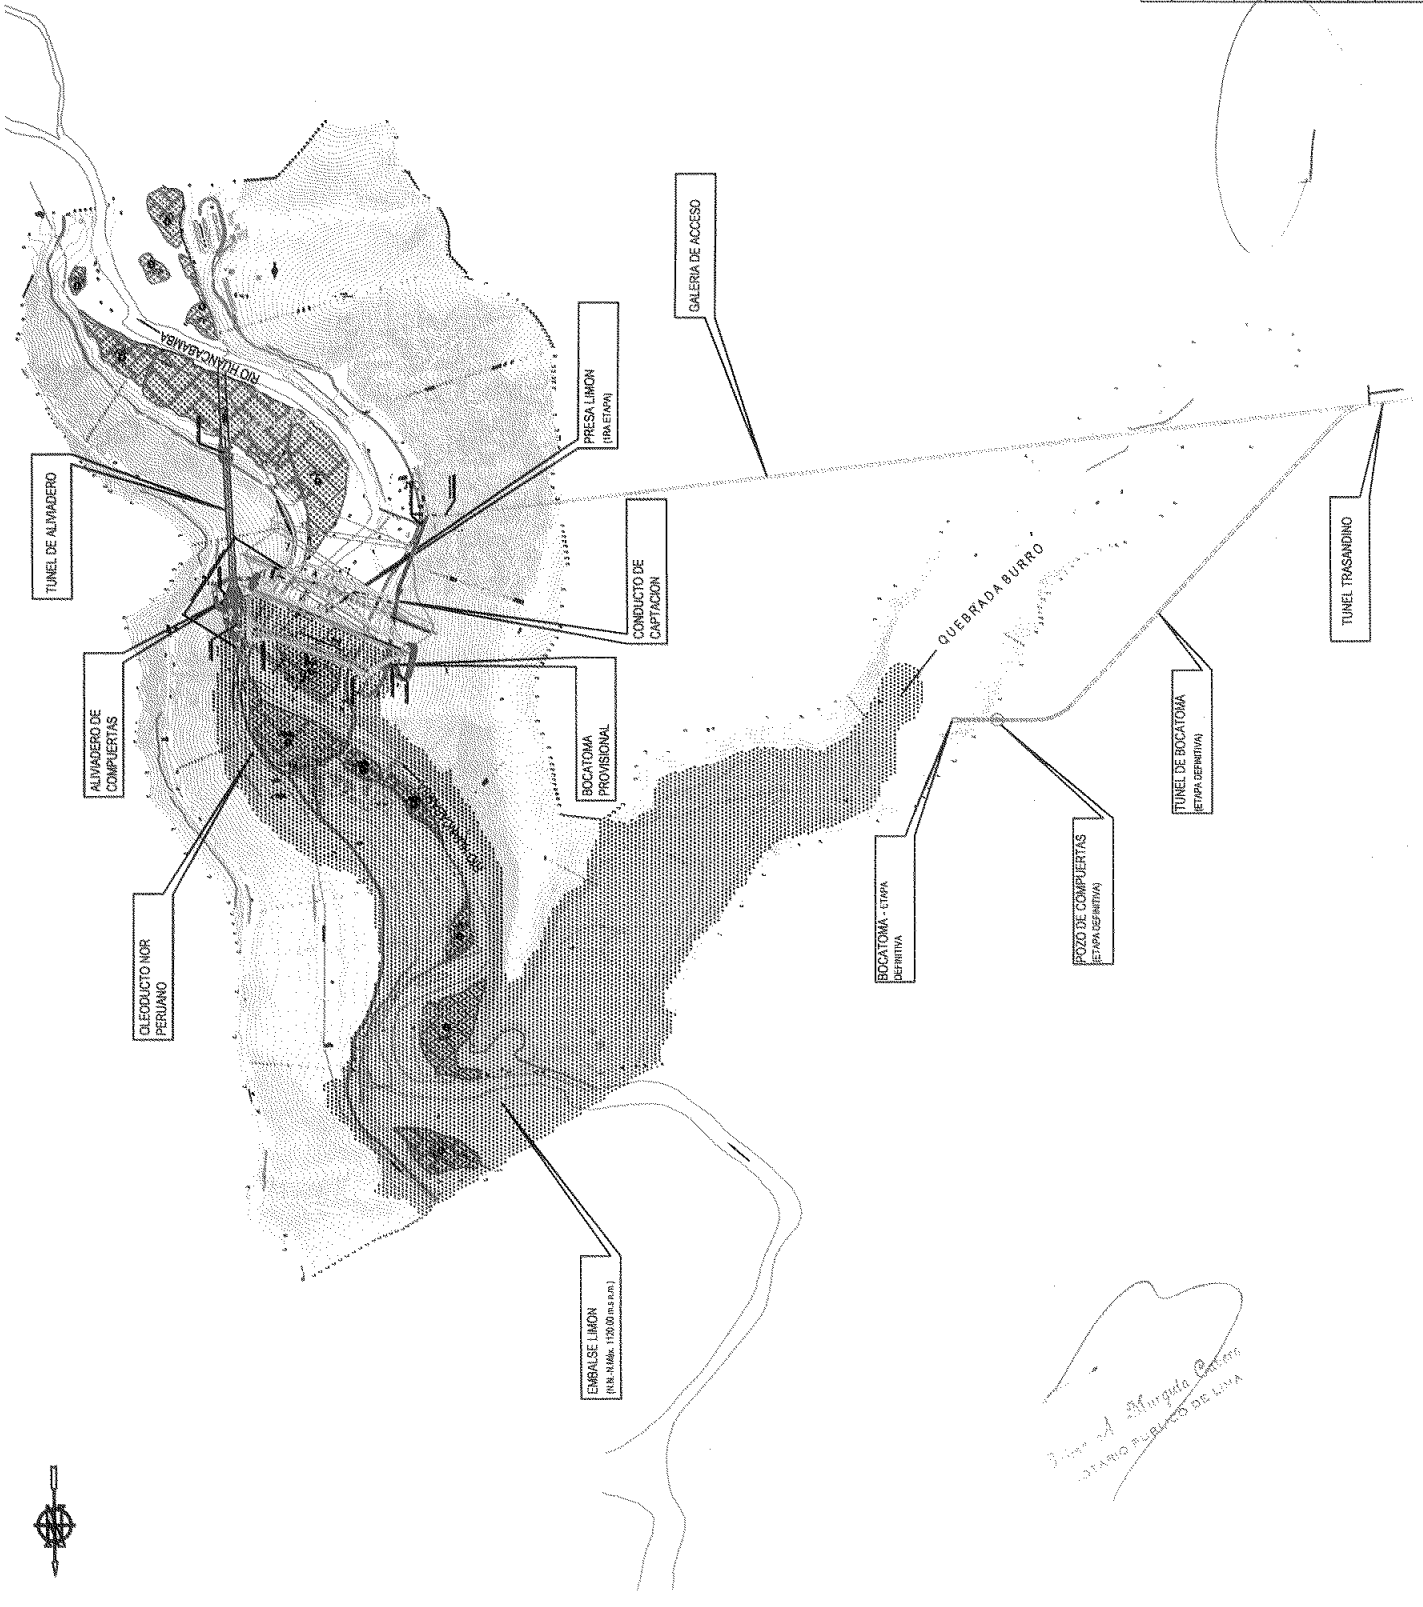 TUNEL DE ALIVIADERO
ALIVIADERO DE
COMPUERTAS
OLEODUCTO NOR
PERUANO
RIO HUANCABAMBA
GALERIA DE ACCESO
PRESA LIMON
(1RA ETAPA)
CONDUCTO DE
CAPTACION
BOCATOMA
PROVISIONAL
QUEBRADA BURRO
EMBALSE LIMON
BOCATOMA - ETAPA
DEFINITIVA
POZO DE COMPUERTAS
(ETAPA DEFINITIVA)
TUNEL DE BOCATOMA
(ETAPA DEFINITIVA)
TUNEL TRASANDINO
N
PUBLICO DE LIMA